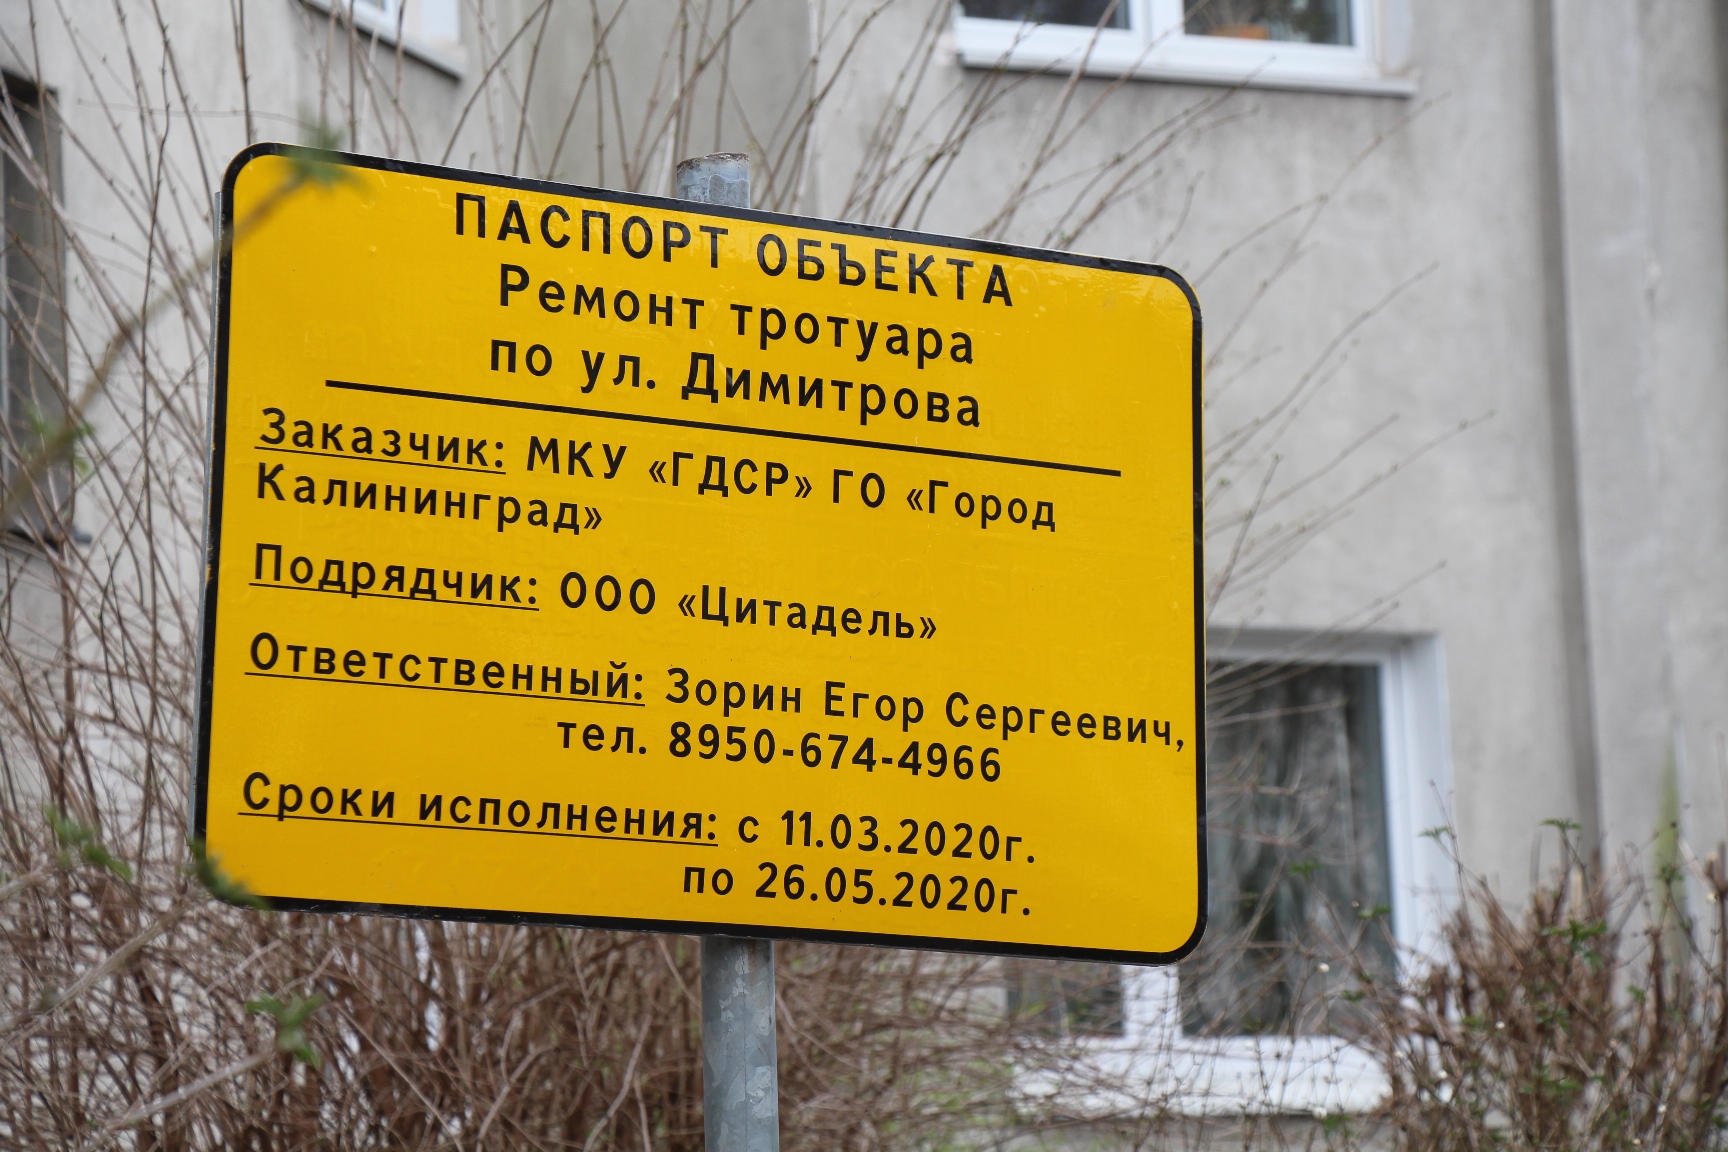 ПАСПОРТ ОБЪЕКТА
Ремонт тротуара
по ул. Димитрова
Заказчик: МКУ «ГДСР» ГО «Город
Калининград»
Подрядчик: ООО «Цитадель»
Ответственный: Зорин Егор Сергеевич,
тел. 8950-674-4966
Сроки исполнения: с 11.03.2020г.
по 26.05.2020г.